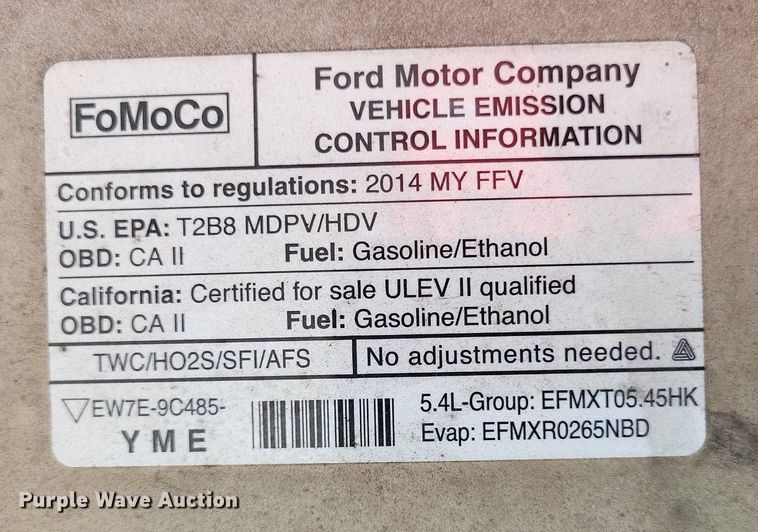 FoMoCo
Ford Motor Company
VEHICLE EMISSION
CONTROL INFORMATION
Conforms to regulations: 2014 MY FFV
U.S. EPA: T2B8 MDPV/HDV
OBD: CA II Fuel: Gasoline/Ethanol
California: Certified for sale ULEV II qualified
OBD: CA II Fuel: Gasoline/Ethanol
TWC/HO2S/SFI/AFS
No adjustments needed.
EW7E-9C485-
YME
5.4L-Group: EFMXT05.45HK
Evap: EFMXR0265NBD
Purple Wave Auction